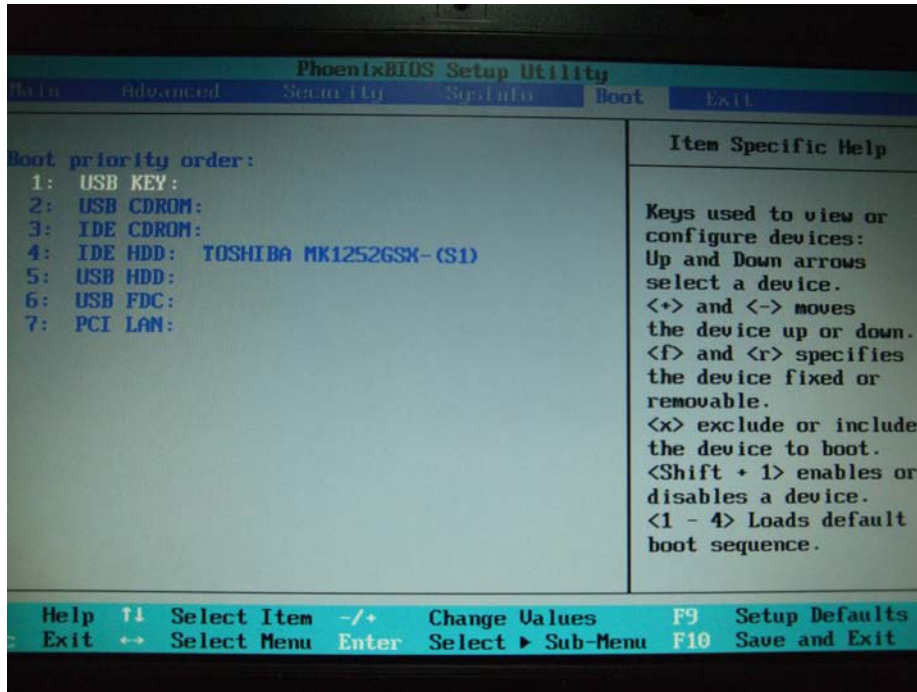 PhoenixBIOS Setup Utility
Main Advanced Security SysInfo Boot Exit
Boot priority order:
1: USB KEY:
2: USB CDROM:
3: IDE CDROM:
4: IDE HDD: TOSHIBA MK1252GSX-(S1)
5: USB HDD:
6: USB FDC:
7: PCI LAN:
Item Specific Help
Keys used to view or
configure devices:
Up and Down arrows
select a device.
<+> and <-> moves
the device up or down.
<f> and <r> specifies
the device fixed or
removable.
<x> exclude or include
the device to boot.
<Shift + 1> enables or
disables a device.
<1 - 4> Loads default
boot sequence.
Help ↑↓ Select Item -/+ Change Values F9 Setup Defaults
Exit ↔ Select Menu Enter Select ▶ Sub-Menu F10 Save and Exit